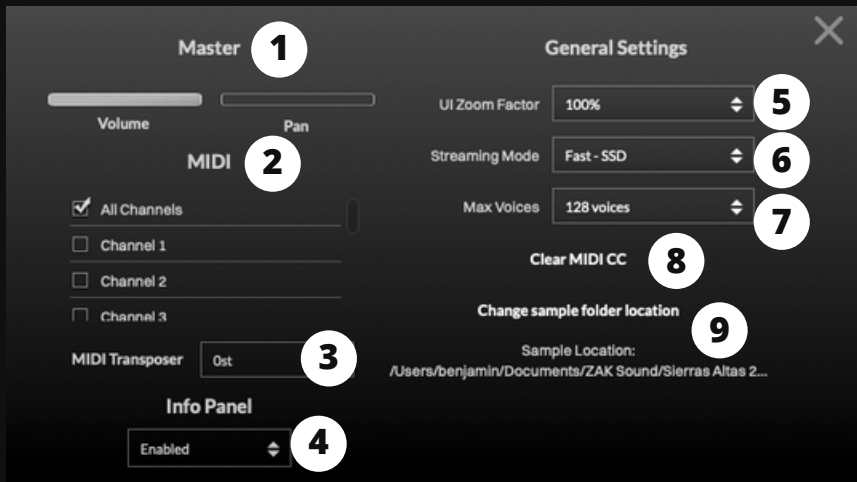 Master 1
Volume
Pan
MIDI 2
All Channels
Channel 1
Channel 2
Channel 3
MIDI Transposer 0st 3
Info Panel
Enabled 4
General Settings
UI Zoom Factor 100% 5
Streaming Mode Fast - SSD 6
Max Voices 128 voices 7
Clear MIDI CC 8
Change sample folder location 9
Sample Location:
/Users/benjamin/Documents/ZAK Sound/Sierras Altas 2...